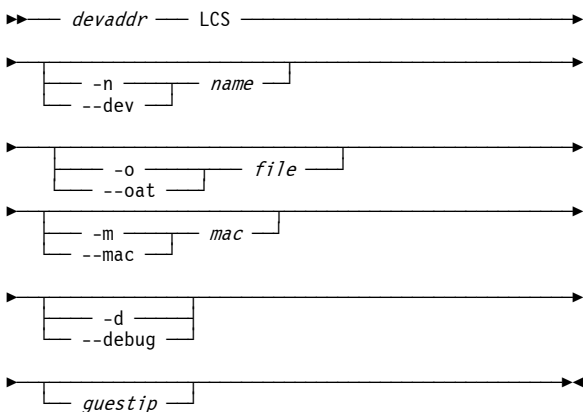 devaddr LCS
-n name
--dev
-o file
--oat
-m mac
--mac
-d
--debug
guestip